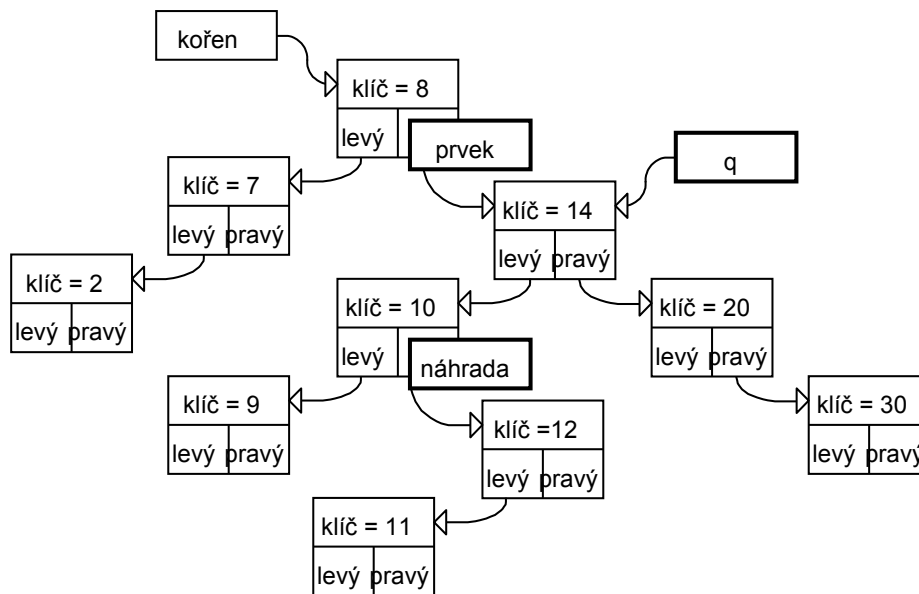 kořen
klíč = 8
levý
prvek
q
klíč = 7
levý pravý
klíč = 14
levý pravý
klíč = 2
levý pravý
klíč = 10
levý
náhrada
klíč = 20
levý pravý
klíč = 9
levý pravý
klíč =12
levý pravý
klíč = 30
levý pravý
klíč = 11
levý pravý